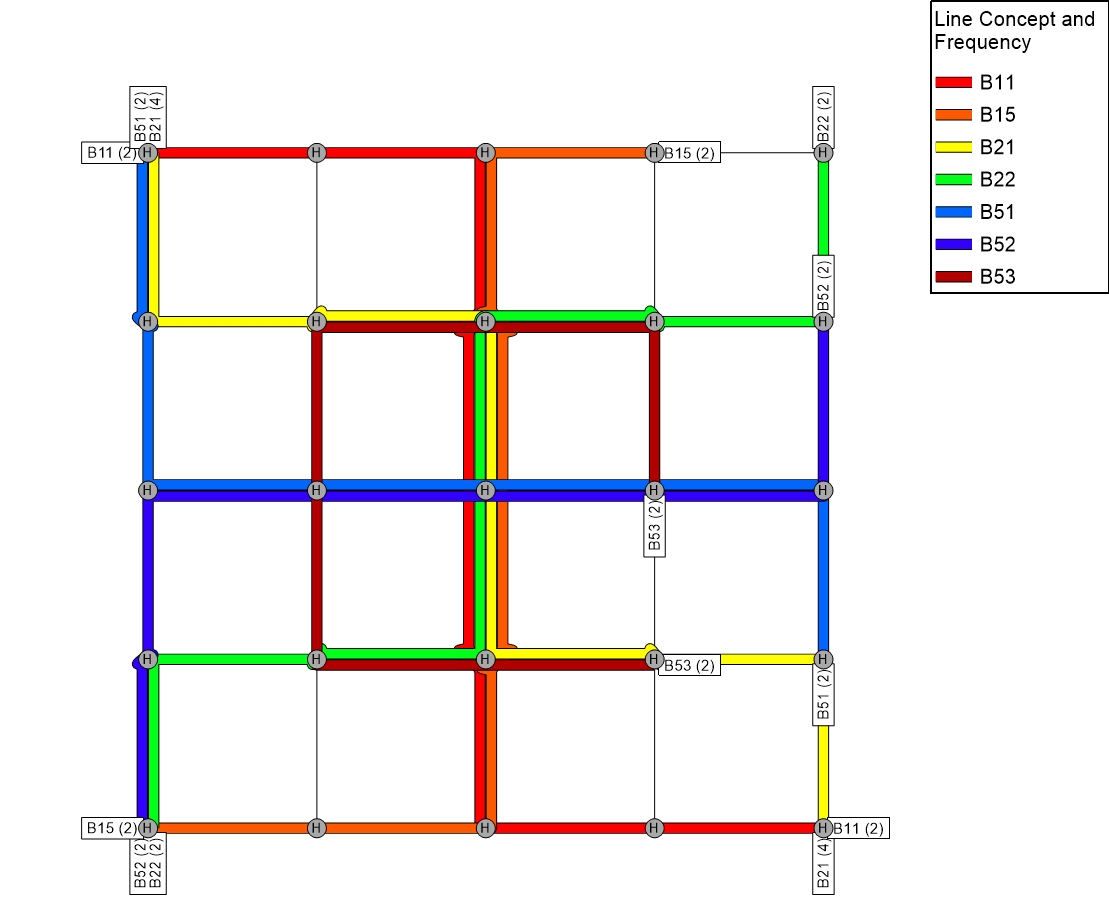 Line Concept and
Frequency
B11
B15
B21
B22
B51
B52
B53
B51 (2)
B21 (4)
B22 (2)
B11 (2)
H
H
H
H
B15 (2)
H
B52 (2)
H
H
H
H
H
H
H
H
H
H
B53 (2)
H
H
H
H
B53 (2)
H
B51 (2)
B15 (2)
H
H
H
H
H
B11 (2)
B52 (2)
B22 (2)
B21 (4)